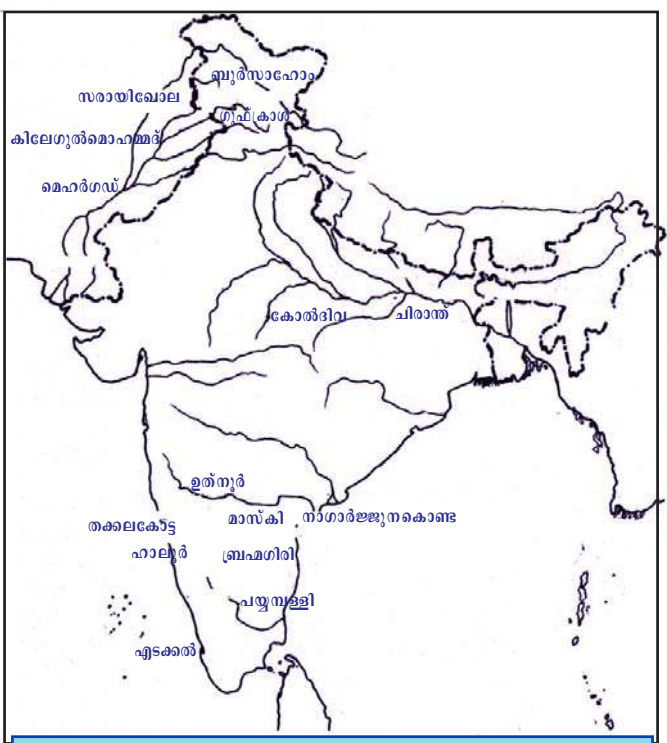 ബുർസാഹോം
സരായിഖോല
ഗുഫ്ക്രാൾ
കിലേഗുൽമൊഹമ്മദ്
മെഹർഗഡ്
കോൽദിവ
ചിരാന്ത്
ഉത്നൂർ
മാസ്കി
നാഗാർജ്ജുനകൊണ്ട
തക്കലകോട്ട
ഹാലൂർ
ബ്രഹ്മഗിരി
പയ്യമ്പള്ളി
എടക്കൽ